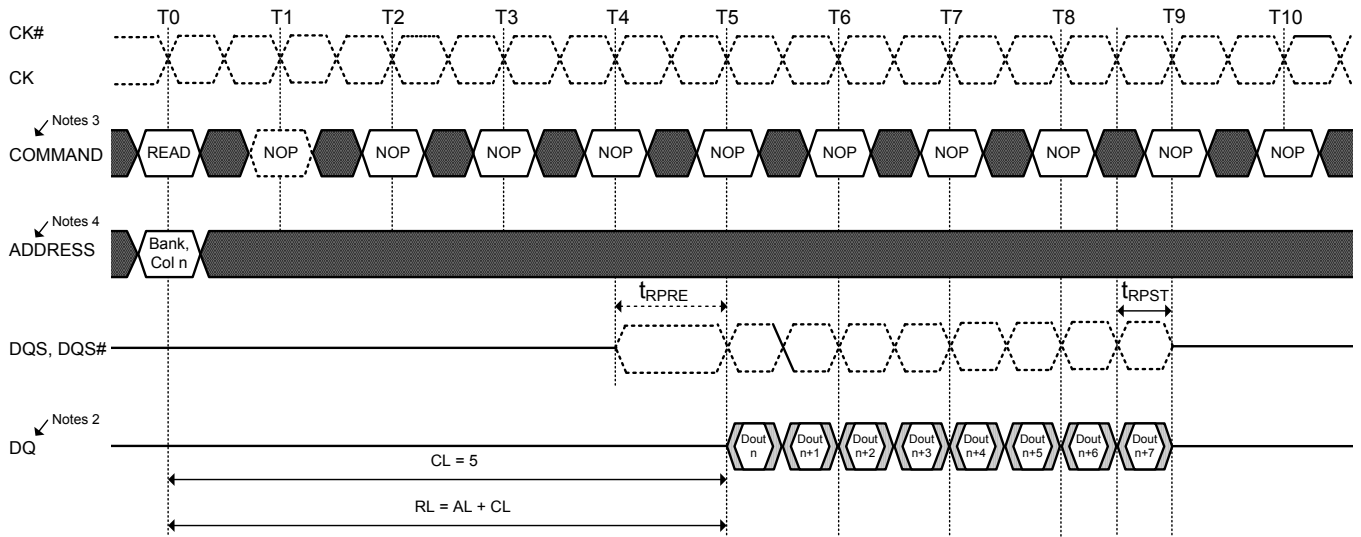 T0 T1 T2 T3 T4 T5 T6 T7 T8 T9 T10
CK#
CK
Notes 3
COMMAND READ NOP NOP NOP NOP NOP NOP NOP NOP NOP NOP
Notes 4
ADDRESS
Bank,
Col n
tRPRE tRPST
DQS, DQS#
Notes 2
DQ
Dout n
Dout n+1
Dout n+2
Dout n+3
Dout n+4
Dout n+5
Dout n+6
Dout n+7
CL = 5
RL = AL + CL